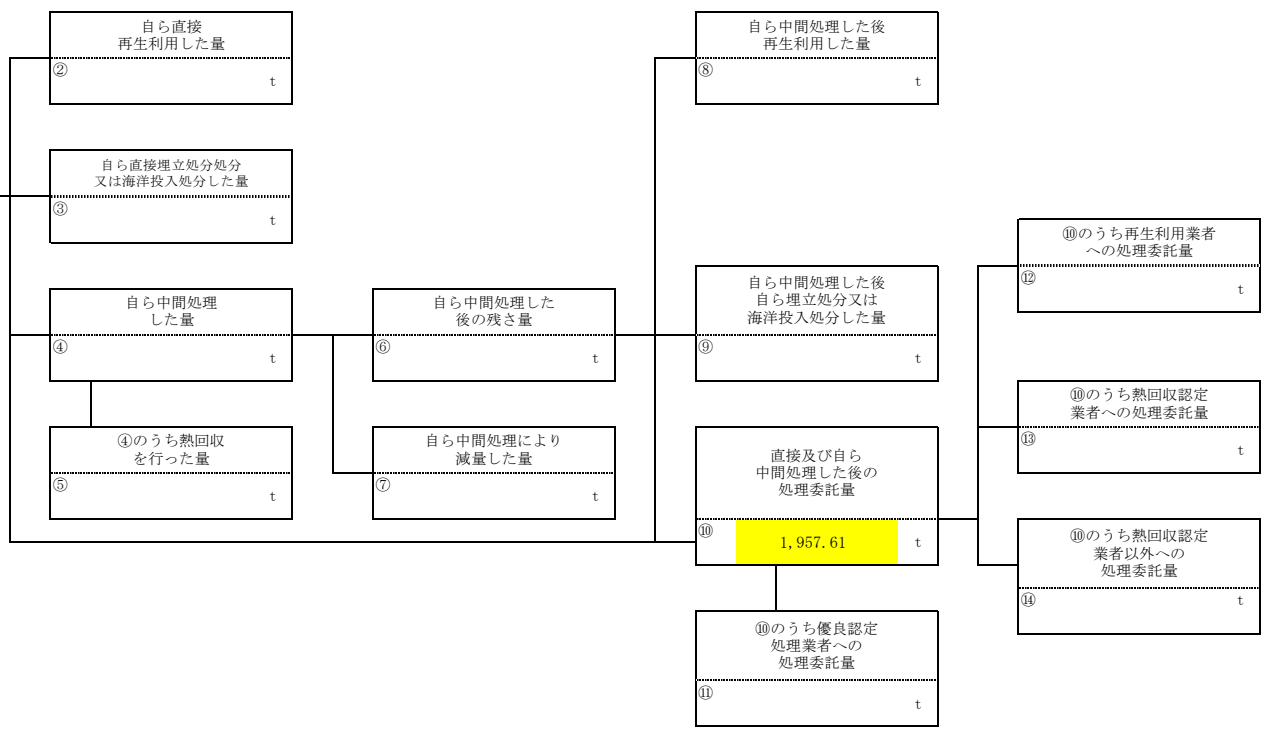 自ら直接
再生利用した量
② t
自ら直接埋立処分処分
又は海洋投入処分した量
③ t
自ら中間処理
した量
④ t
④のうち熱回収
を行った量
⑤ t
自ら中間処理した
後の残さ量
⑥ t
自ら中間処理により
減量した量
⑦ t
自ら中間処理した後
再生利用した量
⑧ t
自ら中間処理した後
自ら埋立処分又は
海洋投入処分した量
⑨ t
直接及び自ら
中間処理した後の
処理委託量
⑩ 1,957.61 t
⑩のうち優良認定
処理業者への
処理委託量
⑪ t
⑩のうち再生利用業者
への処理委託量
⑫ t
⑩のうち熱回収認定
業者への処理委託量
⑬ t
⑩のうち熱回収認定
業者以外への
処理委託量
⑭ t